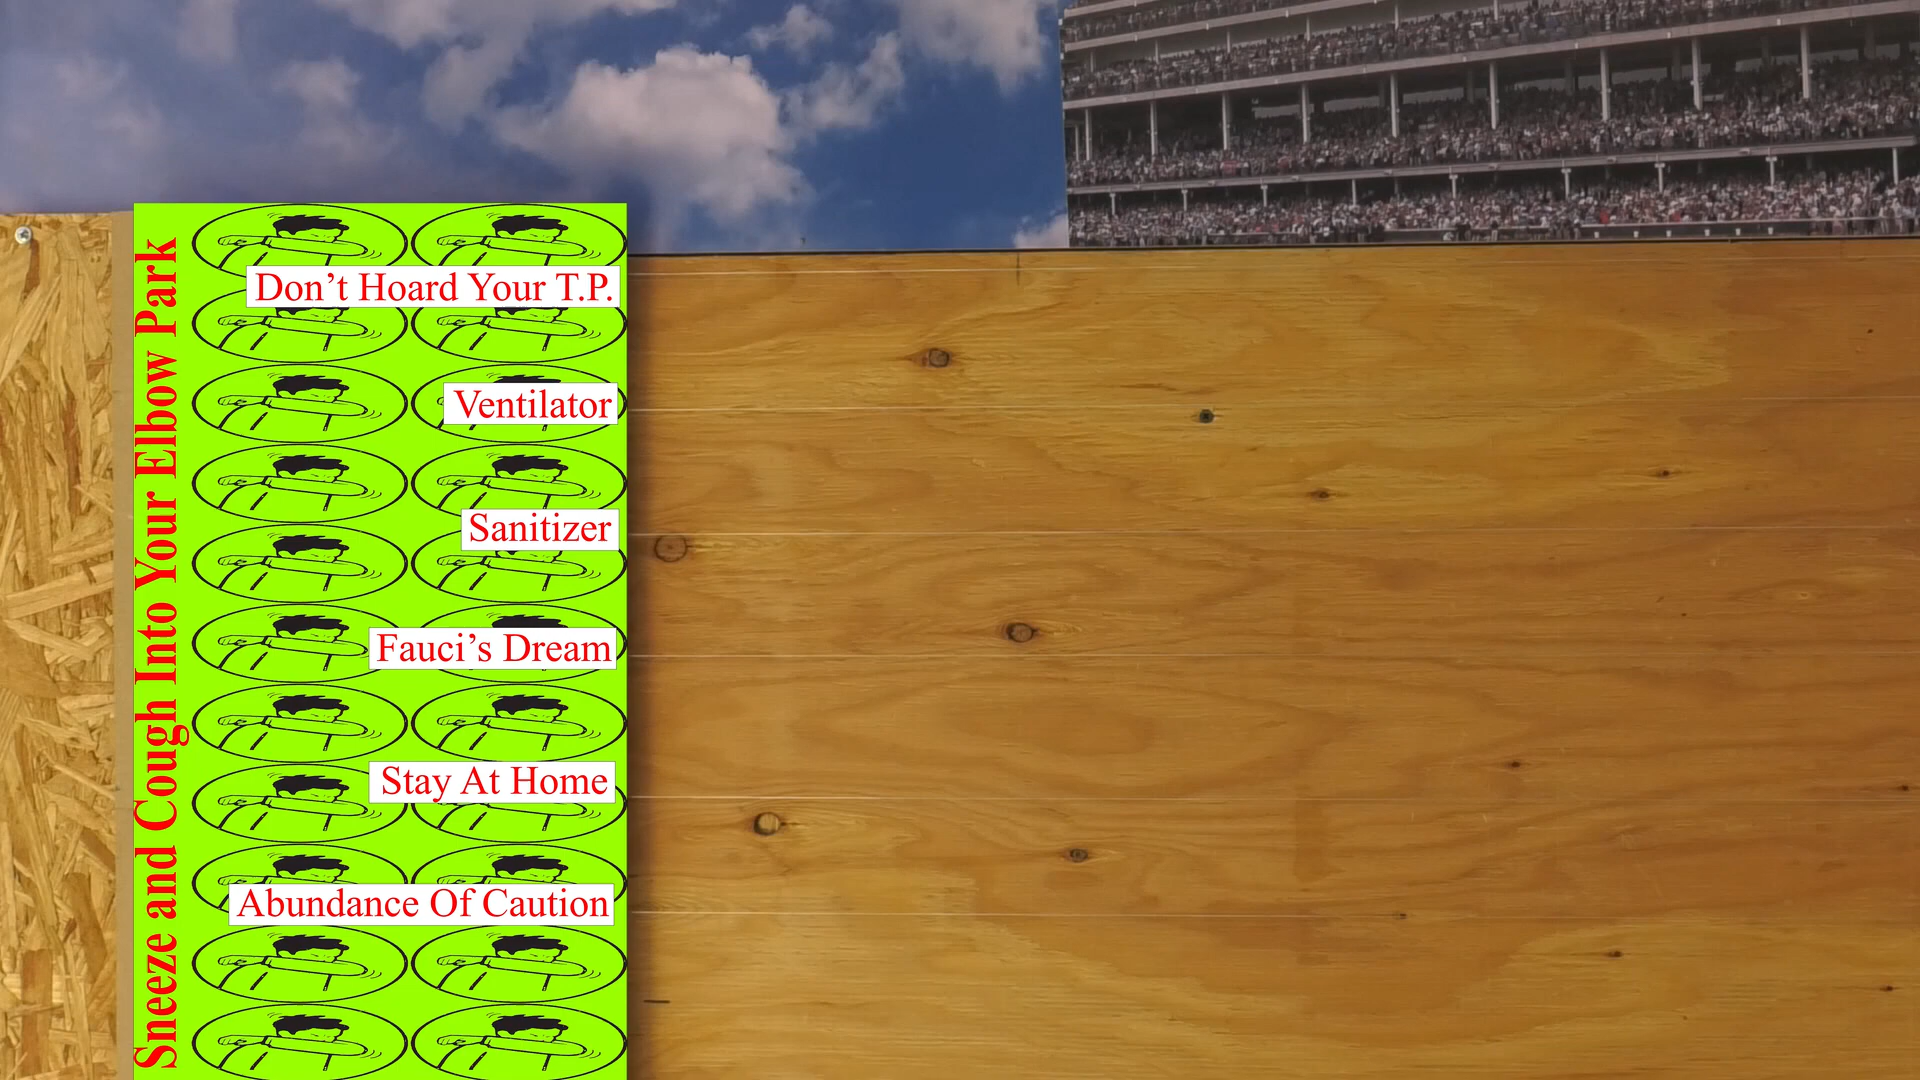 Sneeze and Cough Into Your Elbow Park
Don’t Hoard Your T.P.
Ventilator
Sanitizer
Fauci’s Dream
Stay At Home
Abundance Of Caution